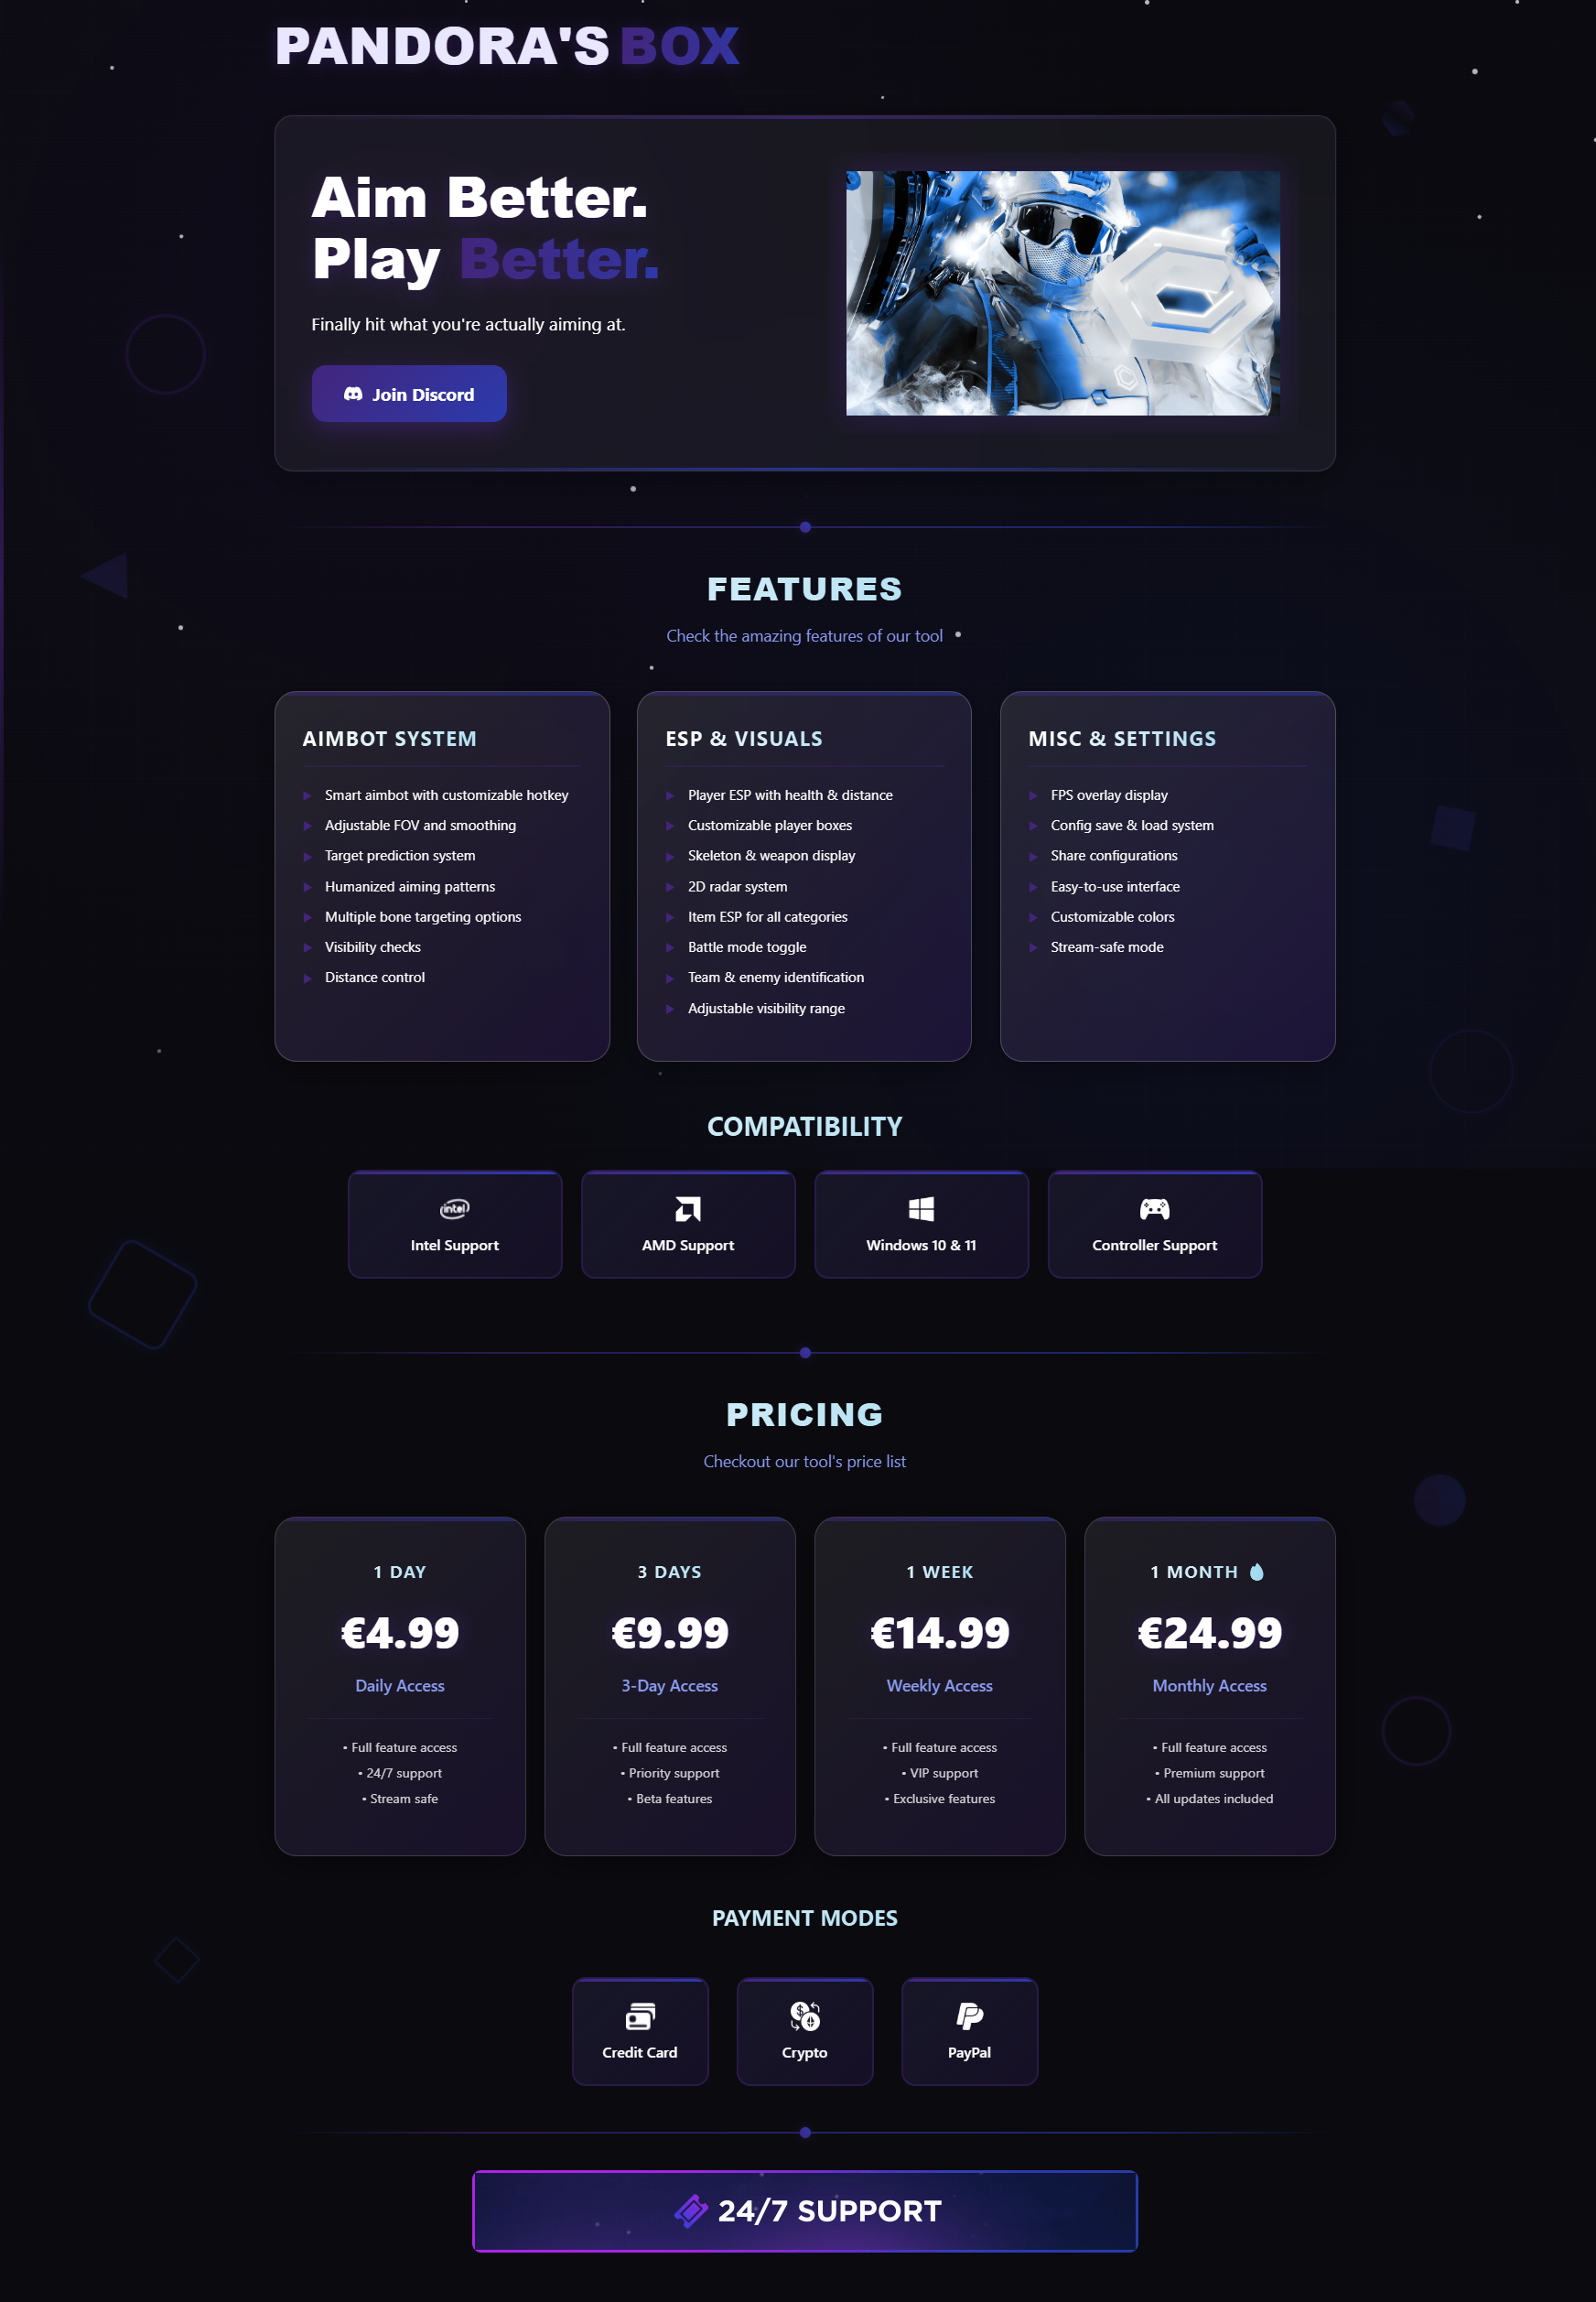 PANDORA'S BOX
Aim Better.
Play Better.
Finally hit what you're actually aiming at.
Join Discord
FEATURES
Check the amazing features of our tool
AIMBOT SYSTEM
Smart aimbot with customizable hotkey
Adjustable FOV and smoothing
Target prediction system
Humanized aiming patterns
Multiple bone targeting options
Visibility checks
Distance control
ESP & VISUALS
Player ESP with health & distance
Customizable player boxes
Skeleton & weapon display
2D radar system
Item ESP for all categories
Battle mode toggle
Team & enemy identification
Adjustable visibility range
MISC & SETTINGS
FPS overlay display
Config save & load system
Share configurations
Easy-to-use interface
Customizable colors
Stream-safe mode
COMPATIBILITY
intel
Intel Support
AMD Support
Windows 10 & 11
Controller Support
PRICING
Checkout our tool's price list
1 DAY
€4.99
Daily Access
• Full feature access
• 24/7 support
• Stream safe
3 DAYS
€9.99
3-Day Access
• Full feature access
• Priority support
• Beta features
1 WEEK
€14.99
Weekly Access
• Full feature access
• VIP support
• Exclusive features
1 MONTH
€24.99
Monthly Access
• Full feature access
• Premium support
• All updates included
PAYMENT MODES
Credit Card
Crypto
PayPal
24/7 SUPPORT